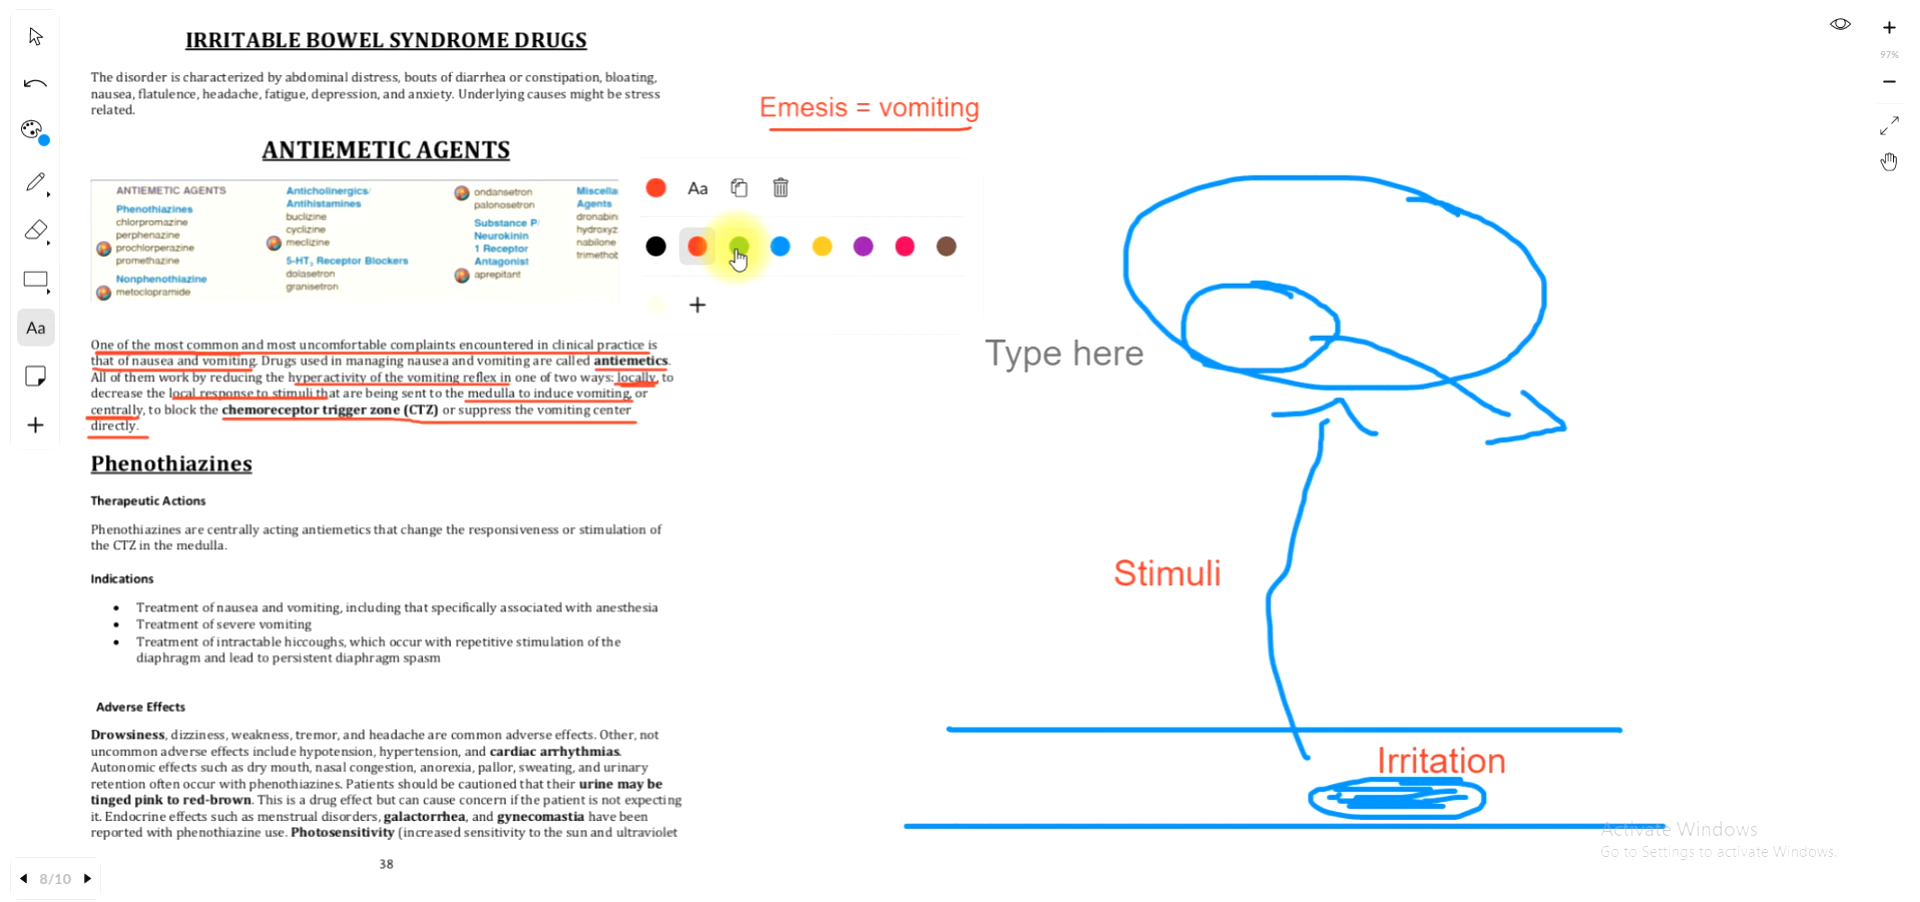 IRRITABLE BOWEL SYNDROME DRUGS
The disorder is characterized by abdominal distress, bouts of diarrhea or constipation, bloating,
nausea, flatulence, headache, fatigue, depression, and anxiety. Underlying causes might be stress
related.
ANTIEMETIC AGENTS
ANTIEMETIC AGENTS
Phenothiazines
chlorpromazine
perphenazine
prochlorperazine
promethazine
Nonphenothiazine
metoclopramide
Anticholinergics/
Antihistamines
buclizine
cyclizine
meclizine
5-HT3 Receptor Blockers
dolasetron
granisetron
ondansetron
palonosetron
Substance P/
Neurokinin
1 Receptor
Antagonist
aprepitant
Miscella
Agents
dronabin
hydroxyz
nabilone
trimethob
One of the most common and most uncomfortable complaints encountered in clinical practice is
that of nausea and vomiting. Drugs used in managing nausea and vomiting are called antiemetics.
All of them work by reducing the hyperactivity of the vomiting reflex in one of two ways: locally, to
decrease the local response to stimuli that are being sent to the medulla to induce vomiting, or
centrally, to block the chemoreceptor trigger zone (CTZ) or suppress the vomiting center
directly.
Phenothiazines
Therapeutic Actions
Phenothiazines are centrally acting antiemetics that change the responsiveness or stimulation of
the CTZ in the medulla.
Indications
• Treatment of nausea and vomiting, including that specifically associated with anesthesia
• Treatment of severe vomiting
• Treatment of intractable hiccoughs, which occur with repetitive stimulation of the
diaphragm and lead to persistent diaphragm spasm
Adverse Effects
Drowsiness, dizziness, weakness, tremor, and headache are common adverse effects. Other, not
uncommon adverse effects include hypotension, hypertension, and cardiac arrhythmias.
Autonomic effects such as dry mouth, nasal congestion, anorexia, pallor, sweating, and urinary
retention often occur with phenothiazines. Patients should be cautioned that their urine may be
tinged pink to red-brown. This is a drug effect but can cause concern if the patient is not expecting
it. Endocrine effects such as menstrual disorders, galactorrhea, and gynecomastia have been
reported with phenothiazine use. Photosensitivity (increased sensitivity to the sun and ultraviolet
38
8/10
Aa
Emesis = vomiting
Aa
Type here
Stimuli
Irritation
97%
Activate Windows
Go to Settings to activate Windows.